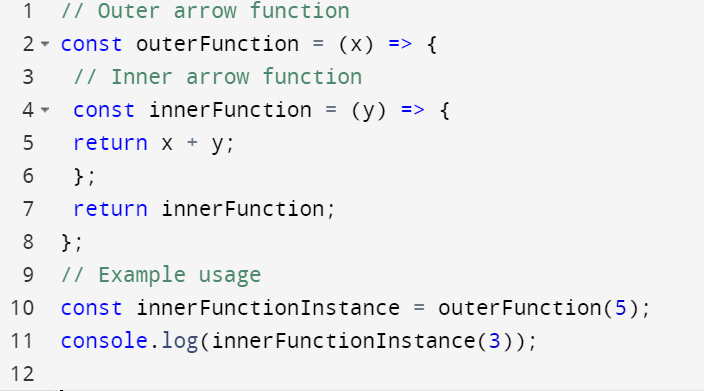 1 // Outer arrow function
2 const outerFunction = (x) => {
3 // Inner arrow function
4 const innerFunction = (y) => {
5 return x + y;
6 };
7 return innerFunction;
8 };
9 // Example usage
10 const innerFunctionInstance = outerFunction(5);
11 console.log(innerFunctionInstance(3));
12